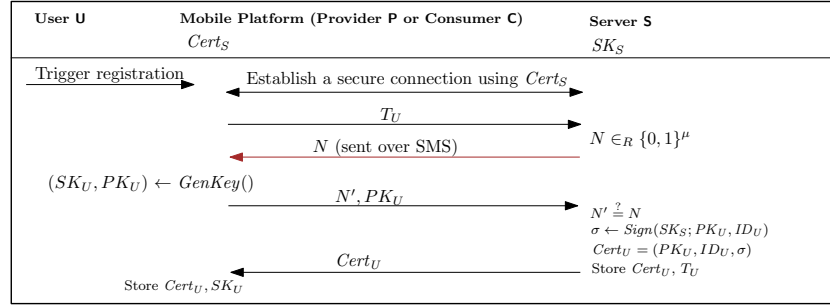 User U Mobile Platform (Provider P or Consumer C) Server S
Cert_S SK_S
Trigger registration Establish a secure connection using Cert_S
T_U
N (sent over SMS) N ∈_R {0, 1}^μ
(SK_U, PK_U) ← GenKey()
N′, PK_U
N′ ≟ N
σ ← Sign(SK_S; PK_U, ID_U)
Cert_U = (PK_U, ID_U, σ)
Cert_U Store Cert_U, T_U
Store Cert_U, SK_U